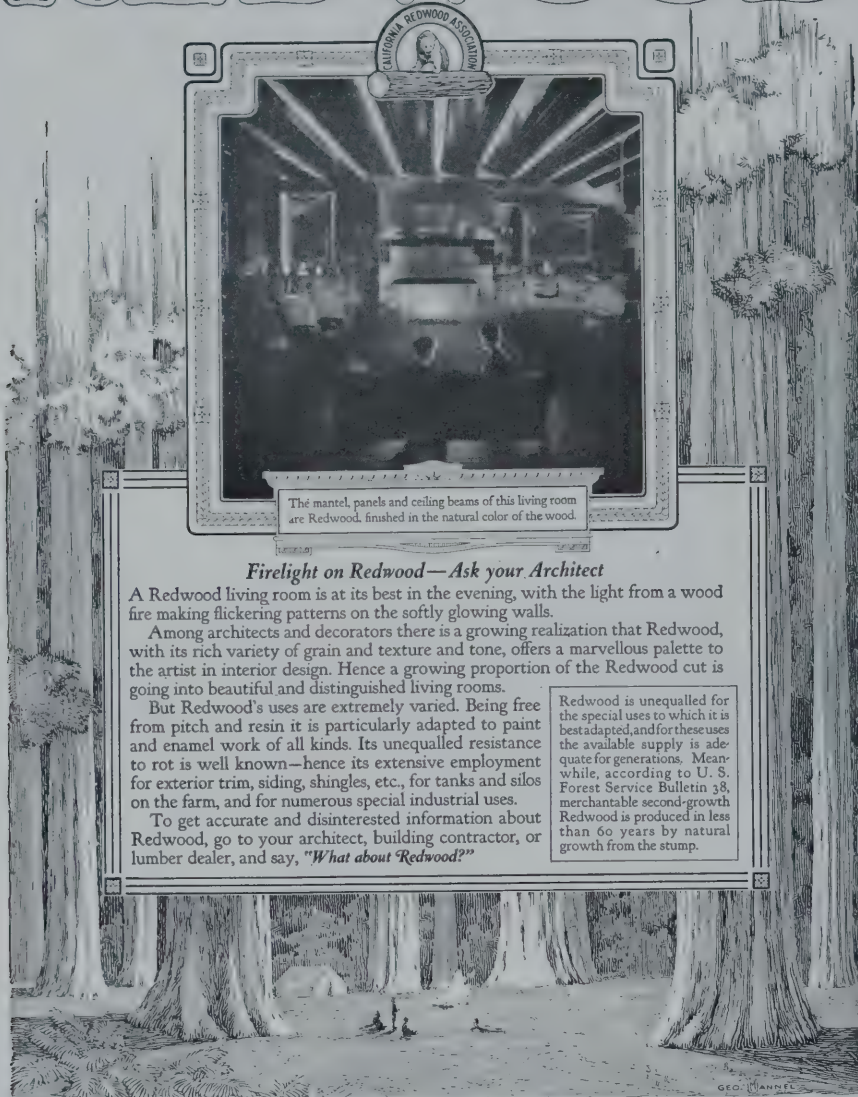 CALIFORNIA REDWOOD ASSOCIATION
The mantel, panels and ceiling beams of this living room
are Redwood, finished in the natural color of the wood.
Firelight on Redwood—Ask your Architect
A Redwood living room is at its best in the evening, with the light from a wood
fire making flickering patterns on the softly glowing walls.
Among architects and decorators there is a growing realization that Redwood,
with its rich variety of grain and texture and tone, offers a marvellous palette to
the artist in interior design. Hence a growing proportion of the Redwood cut is
going into beautiful and distinguished living rooms.
But Redwood's uses are extremely varied. Being free
from pitch and resin it is particularly adapted to paint
and enamel work of all kinds. Its unequalled resistance
to rot is well known—hence its extensive employment
for exterior trim, siding, shingles, etc., for tanks and silos
on the farm, and for numerous special industrial uses.
To get accurate and disinterested information about
Redwood, go to your architect, building contractor, or
lumber dealer, and say, "What about Redwood?"
Redwood is unequalled for
the special uses to which it is
best adapted, and for these uses
the available supply is ade-
quate for generations. Mean-
while, according to U. S.
Forest Service Bulletin 38,
merchantable second-growth
Redwood is produced in less
than 60 years by natural
growth from the stump.
GEO. MANNEL